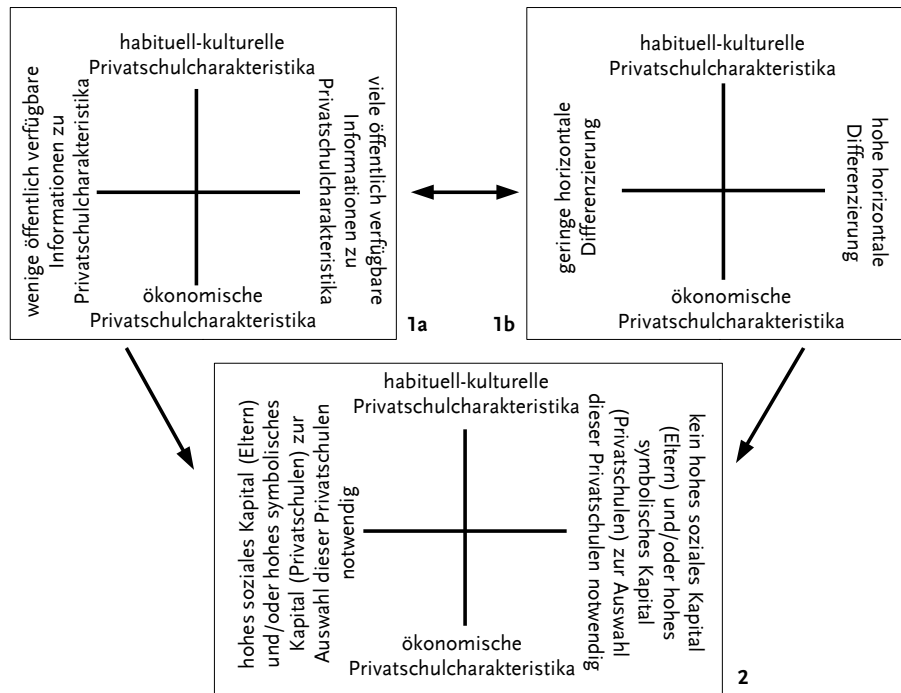 habituell-kulturelle
Privatschulcharakteristika
wenige öffentlich verfügbare
Informationen zu
Privatschulcharakteristika
viele öffentlich verfügbare
Informationen zu
Privatschulcharakteristika
ökonomische
Privatschulcharakteristika
1a
habituell-kulturelle
Privatschulcharakteristika
geringe horizontale
Differenzierung
hohe horizontale
Differenzierung
ökonomische
Privatschulcharakteristika
1b
habituell-kulturelle
Privatschulcharakteristika
hohes soziales Kapital (Eltern)
und/oder hohes symbolisches
Kapital (Privatschulen) zur
Auswahl dieser Privatschulen
notwendig
kein hohes soziales Kapital
(Eltern) und/oder hohes
symbolisches Kapital
(Privatschulen) zur Auswahl
dieser Privatschulen notwendig
ökonomische
Privatschulcharakteristika
2